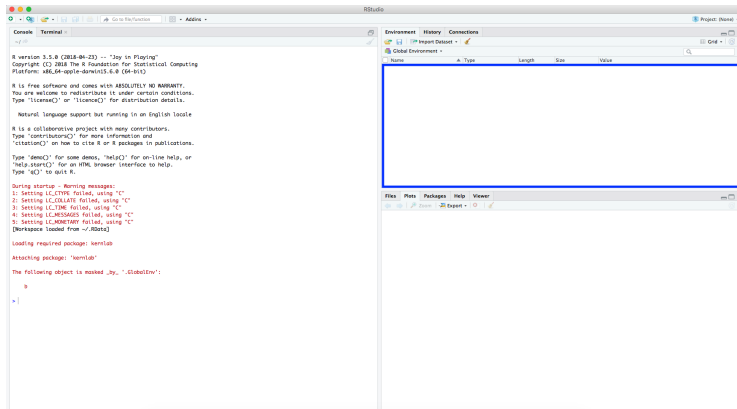 RStudio
Go to file/function
Addins
Project: (None)
Console Terminal
~/
R version 3.5.0 (2018-04-23) -- "Joy in Playing"
Copyright (C) 2018 The R Foundation for Statistical Computing
Platform: x86_64-apple-darwin15.6.0 (64-bit)
R is free software and comes with ABSOLUTELY NO WARRANTY.
You are welcome to redistribute it under certain conditions.
Type 'license()' or 'licence()' for distribution details.
Natural language support but running in an English locale
R is a collaborative project with many contributors.
Type 'contributors()' for more information and
'citation()' on how to cite R or R packages in publications.
Type 'demo()' for some demos, 'help()' for on-line help, or
'help.start()' for an HTML browser interface to help.
Type 'q()' to quit R.
During startup - Warning messages:
1: Setting LC_CTYPE failed, using "C"
2: Setting LC_COLLATE failed, using "C"
3: Setting LC_TIME failed, using "C"
4: Setting LC_MESSAGES failed, using "C"
5: Setting LC_MONETARY failed, using "C"
[Workspace loaded from ~/.RData]
Loading required package: kernlab
Attaching package: 'kernlab'
The following object is masked _by_ '.GlobalEnv':
b
>
Environment History Connections
Import Dataset
Grid
Global Environment
Name Type Length Size Value
Files Plots Packages Help Viewer
Zoom Export